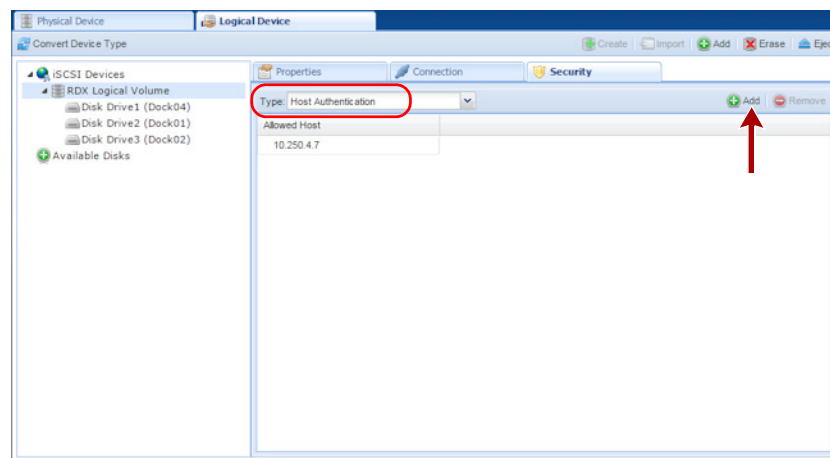 Physical Device
Logical Device
Convert Device Type
Create
Import
Add
Erase
Ejec
iSCSI Devices
RDX Logical Volume
Disk Drive1 (Dock04)
Disk Drive2 (Dock01)
Disk Drive3 (Dock02)
Available Disks
Properties
Connection
Security
Type: Host Authentication
Add
Remove
Allowed Host
10.250.4.7